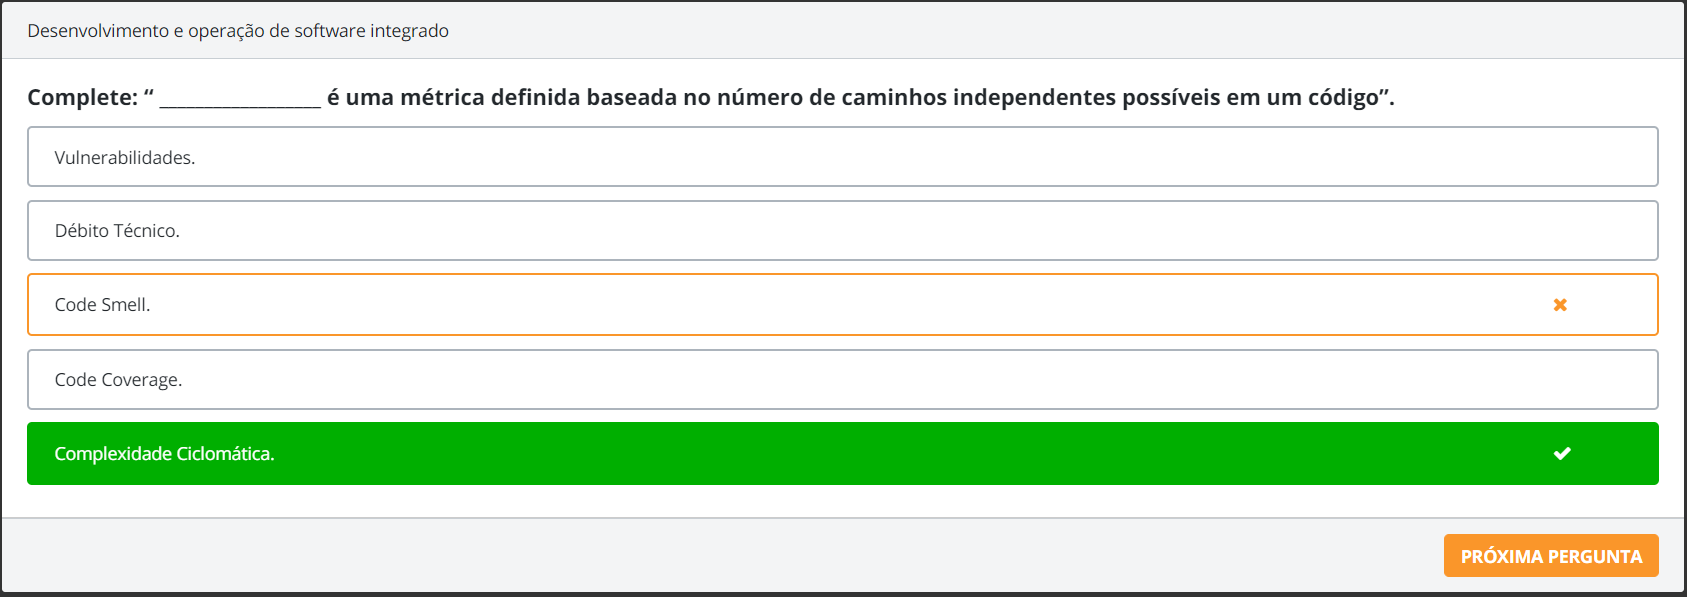 Desenvolvimento e operação de software integrado
Complete: “ __________________ é uma métrica definida baseada no número de caminhos independentes possíveis em um código”.
Vulnerabilidades.
Débito Técnico.
Code Smell.
Code Coverage.
Complexidade Ciclomática.
PRÓXIMA PERGUNTA